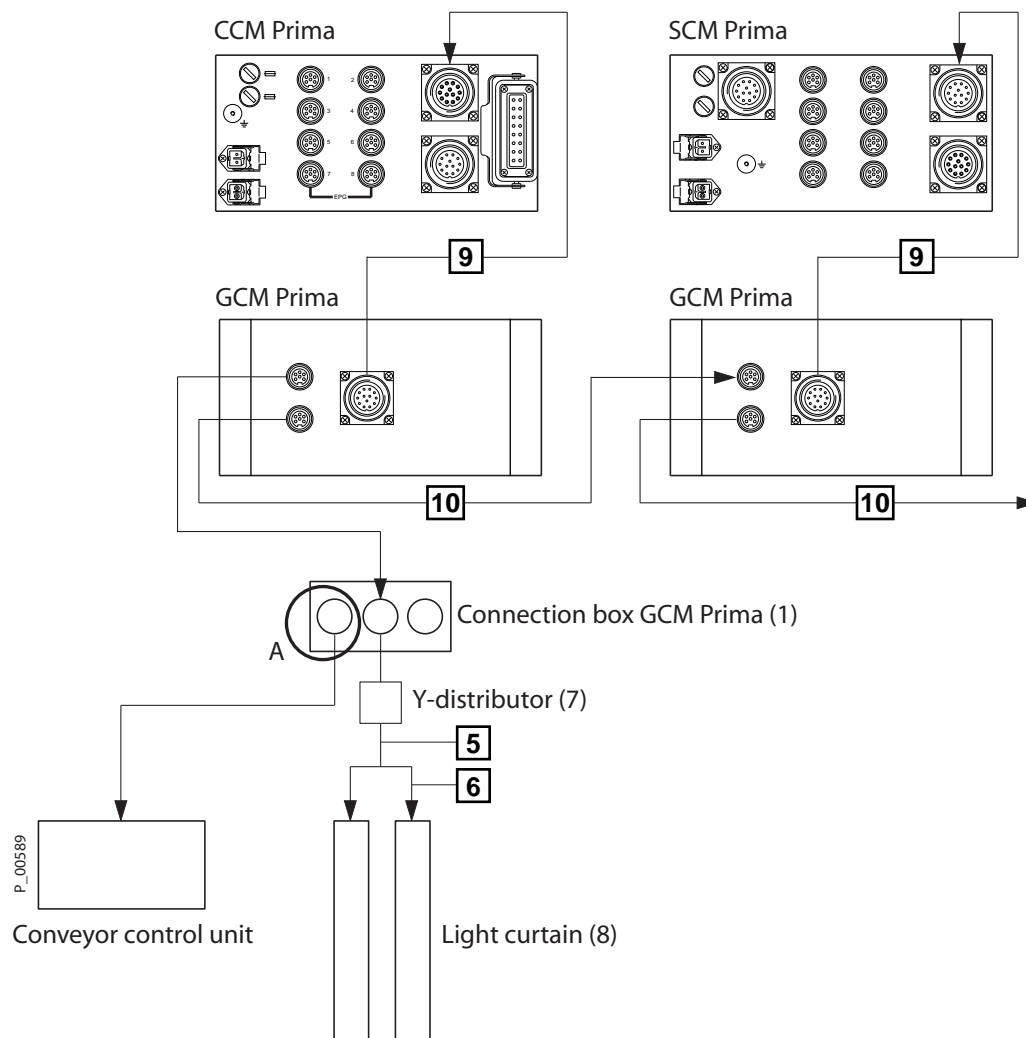 CCM Prima
SCM Prima
1 2
3 4
5 6
7 8
EPG
9
9
GCM Prima
GCM Prima
10
10
Connection box GCM Prima (1)
A
Y-distributor (7)
5
6
P_00589
Conveyor control unit
Light curtain (8)